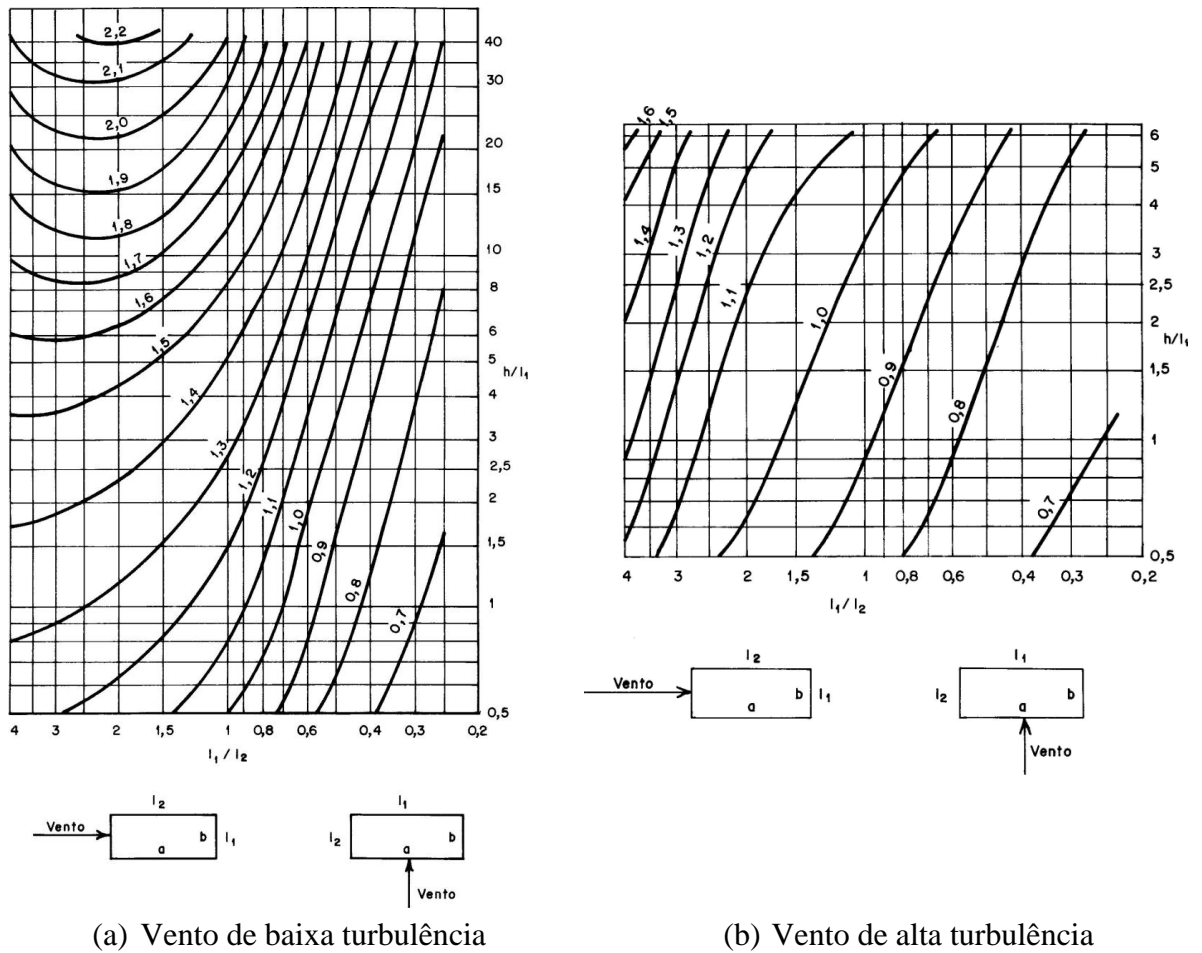 2,2
2,1
2,0
1,9
1,8
1,7
1,6
1,5
1,4
1,3
1,2
1,1
1,0
0,9
0,8
0,7
40
30
20
15
10
8
6
5
h/l₁
4
3
2,5
2
1,5
1
0,5
4 3 2 1,5 1 0,8 0,6 0,4 0,3 0,2
l₁/l₂
l₂
Vento
a
b
l₁
l₁
l₂
a
b
Vento
(a) Vento de baixa turbulência
1,6
1,5
1,4
1,3
1,2
1,1
1,0
0,9
0,8
0,7
6
5
4
3
2,5
2
h/l₁
1,5
1
0,5
4 3 2 1,5 1 0,8 0,6 0,4 0,3 0,2
l₁/l₂
l₂
Vento
a
b
l₁
l₁
l₂
a
b
Vento
(b) Vento de alta turbulência